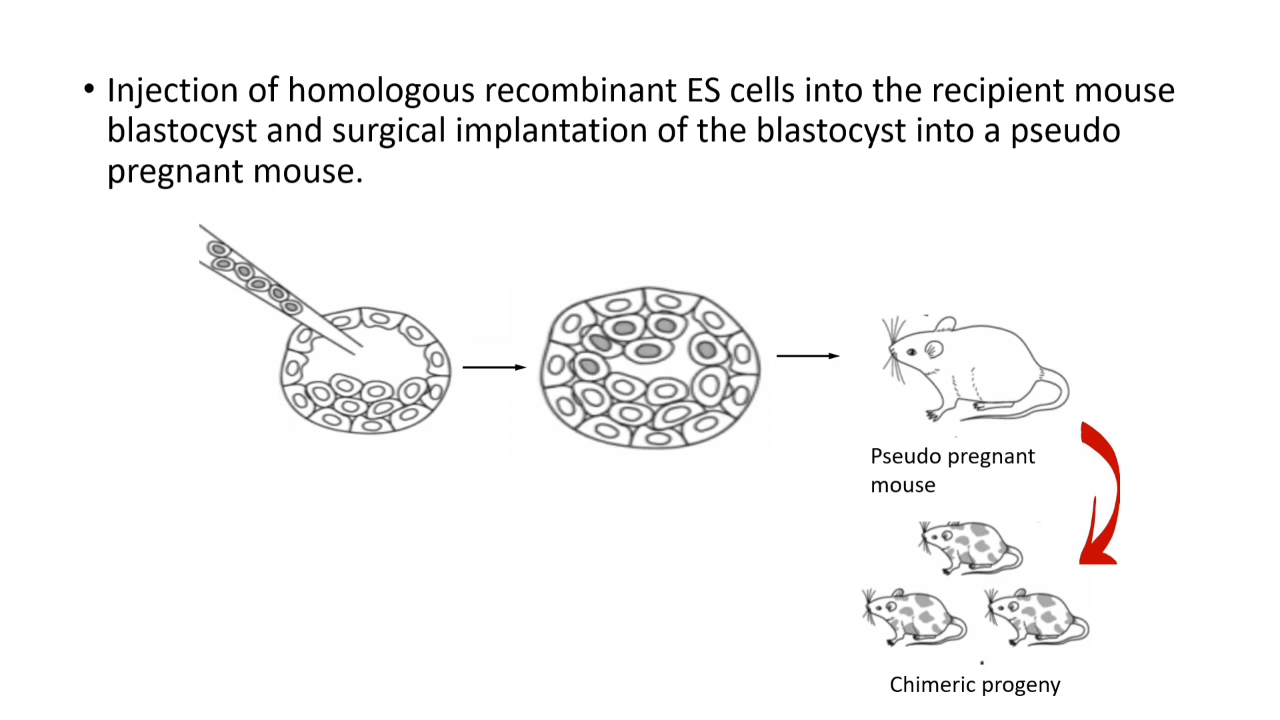 • Injection of homologous recombinant ES cells into the recipient mouse
blastocyst and surgical implantation of the blastocyst into a pseudo
pregnant mouse.
Pseudo pregnant
mouse
Chimeric progeny